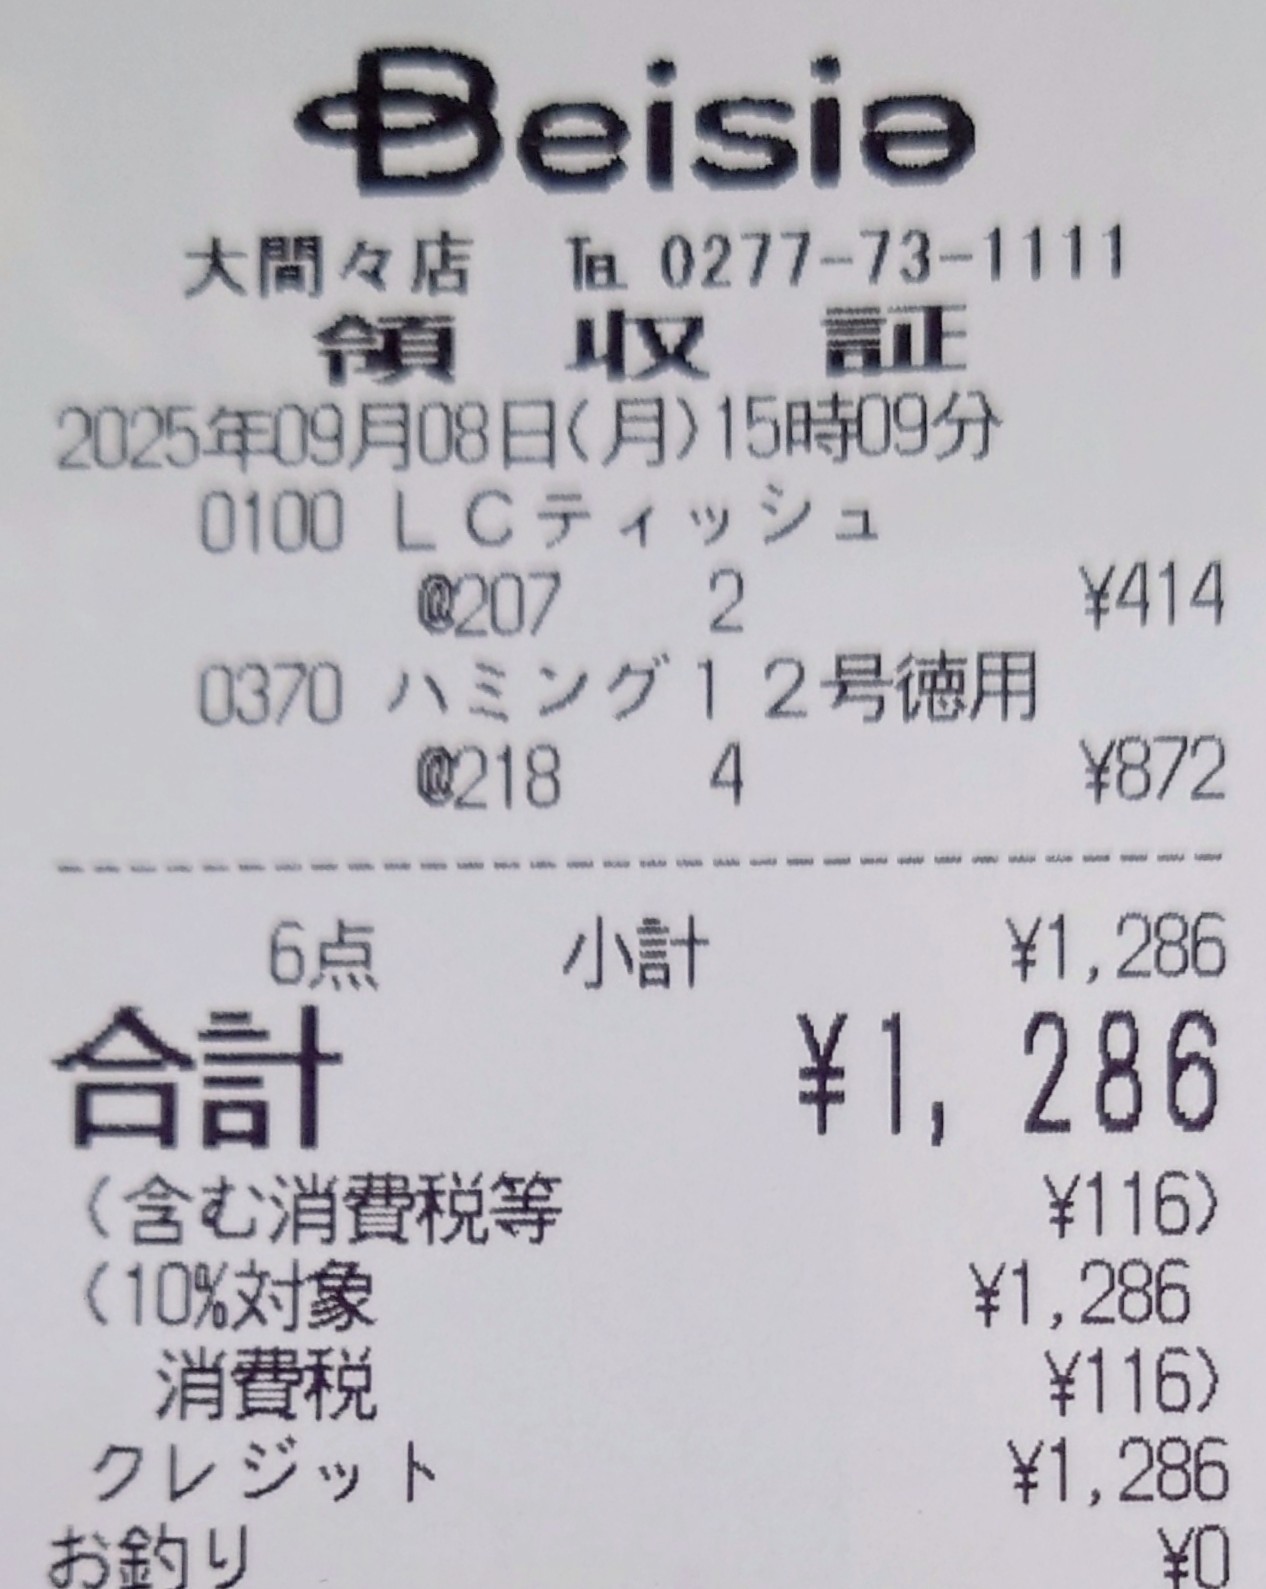 Beisia
大間々店 ℡ 0277-73-1111
領 収 証
2025年09月08日(月)15時09分
0100 LCティッシュ
@207 2 ¥414
0370 ハミング12号徳用
@218 4 ¥872
--------------------------------
6点 小計 ¥1,286
合計 ¥1,286
(含む消費税等 ¥116)
(10%対象 ¥1,286
消費税 ¥116)
クレジット ¥1,286
お釣り ¥0